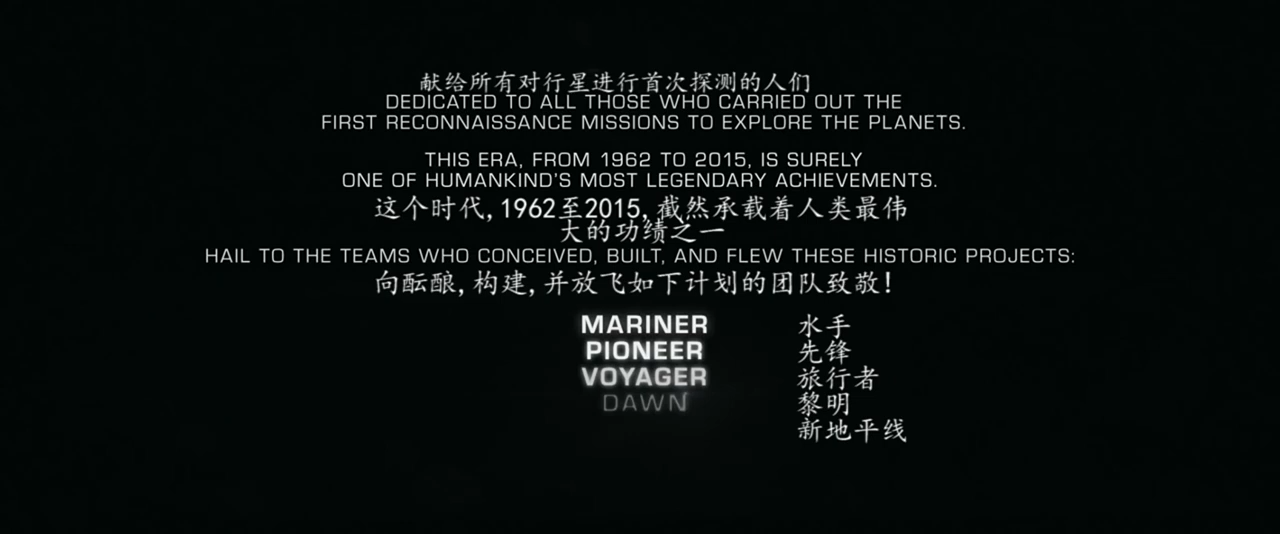 献给所有对行星进行首次探测的人们
DEDICATED TO ALL THOSE WHO CARRIED OUT THE
FIRST RECONNAISSANCE MISSIONS TO EXPLORE THE PLANETS.
THIS ERA, FROM 1962 TO 2015, IS SURELY
ONE OF HUMANKIND'S MOST LEGENDARY ACHIEVEMENTS.
这个时代,1962至2015,截然承载着人类最伟
大的功绩之一
HAIL TO THE TEAMS WHO CONCEIVED, BUILT, AND FLEW THESE HISTORIC PROJECTS:
向酝酿,构建,并放飞如下计划的团队致敬!
MARINER 水手
PIONEER 先锋
VOYAGER 旅行者
DAWN 黎明
新地平线